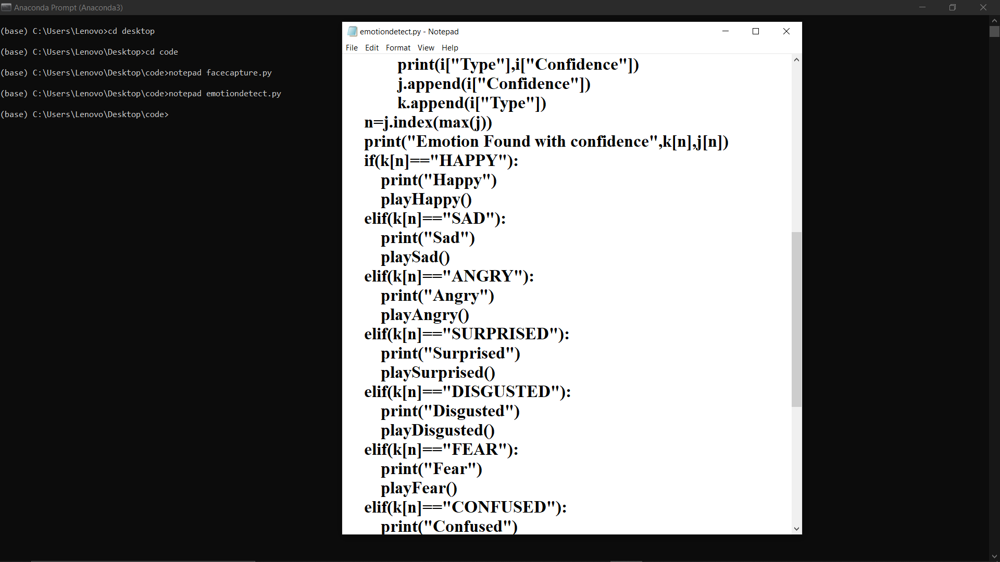 Anaconda Prompt (Anaconda3)
(base) C:\Users\Lenovo>cd desktop
(base) C:\Users\Lenovo\Desktop>cd code
(base) C:\Users\Lenovo\Desktop\code>notepad facecapture.py
(base) C:\Users\Lenovo\Desktop\code>notepad emotiondetect.py
(base) C:\Users\Lenovo\Desktop\code>
emotiondetect.py - Notepad
File Edit Format View Help
print(i["Type"],i["Confidence"])
j.append(i["Confidence"])
k.append(i["Type"])
n=j.index(max(j))
print("Emotion Found with confidence",k[n],j[n])
if(k[n]=="HAPPY"):
print("Happy")
playHappy()
elif(k[n]=="SAD"):
print("Sad")
playSad()
elif(k[n]=="ANGRY"):
print("Angry")
playAngry()
elif(k[n]=="SURPRISED"):
print("Surprised")
playSurprised()
elif(k[n]=="DISGUSTED"):
print("Disgusted")
playDisgusted()
elif(k[n]=="FEAR"):
print("Fear")
playFear()
elif(k[n]=="CONFUSED"):
print("Confused")